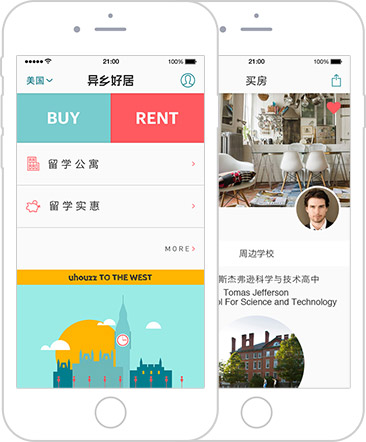 21:00
100%
美国
异乡好居
BUY
RENT
留学公寓
留学实惠
MORE
uhouzz TO THE WEST
21:00
100%
买房
周边学校
斯杰弗逊科学与技术高中
Tomas Jefferson
ol For Science and Technology